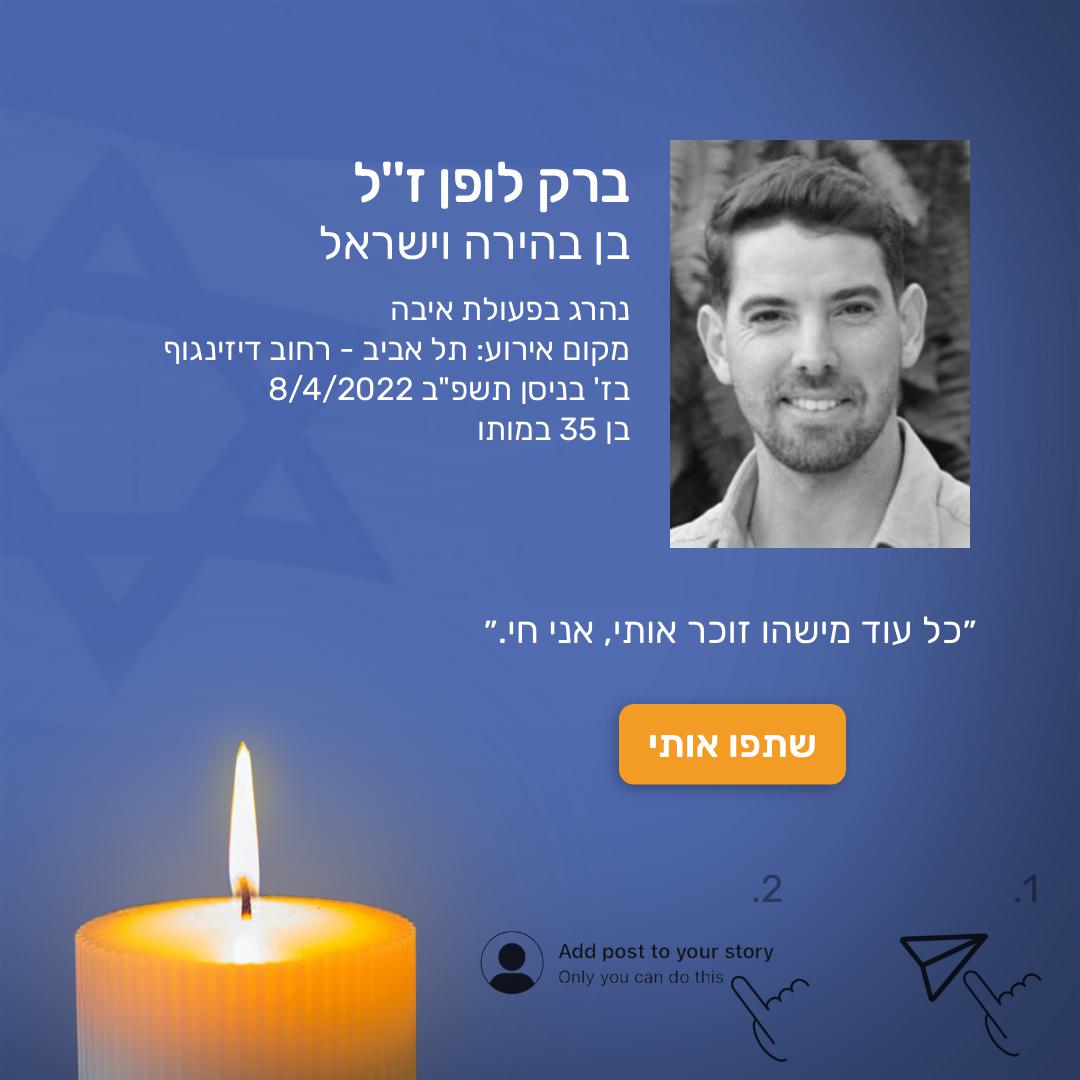 ברק לופן ז"ל
בן בהירה וישראל
נהרג בפעולת איבה
מקום אירוע: תל אביב - רחוב דיזינגוף
בז' בניסן תשפ"ב 8/4/2022
בן 35 במותו
״כל עוד מישהו זוכר אותי, אני חי.״
שתפו אותי
.1
.2
Add post to your story
Only you can do this